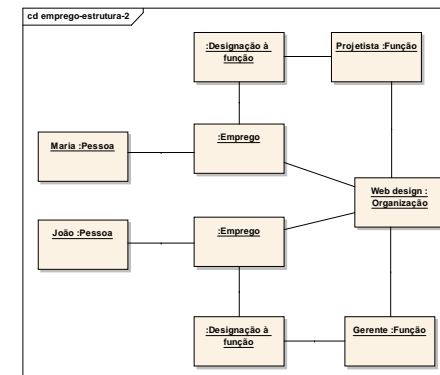 cd emprego-estrutura-2
:Designação à
função
Projetista :Função
Maria :Pessoa
:Emprego
Web design :
Organização
João :Pessoa
:Emprego
:Designação à
função
Gerente :Função